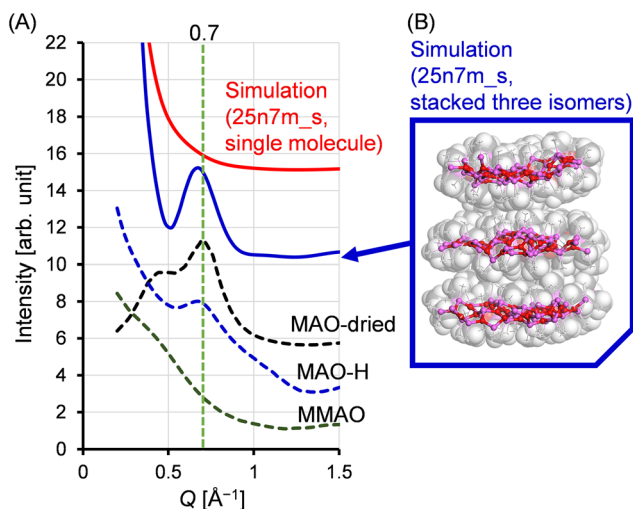 (A)
0.7
22
20
18
16
14
12
10
8
6
4
2
0
Intensity [arb. unit]
Simulation
(25n7m_s,
single molecule)
MAO-dried
MAO-H
MMAO
0
0.5
1
1.5
Q [Å⁻¹]
(B)
Simulation
(25n7m_s,
stacked three isomers)